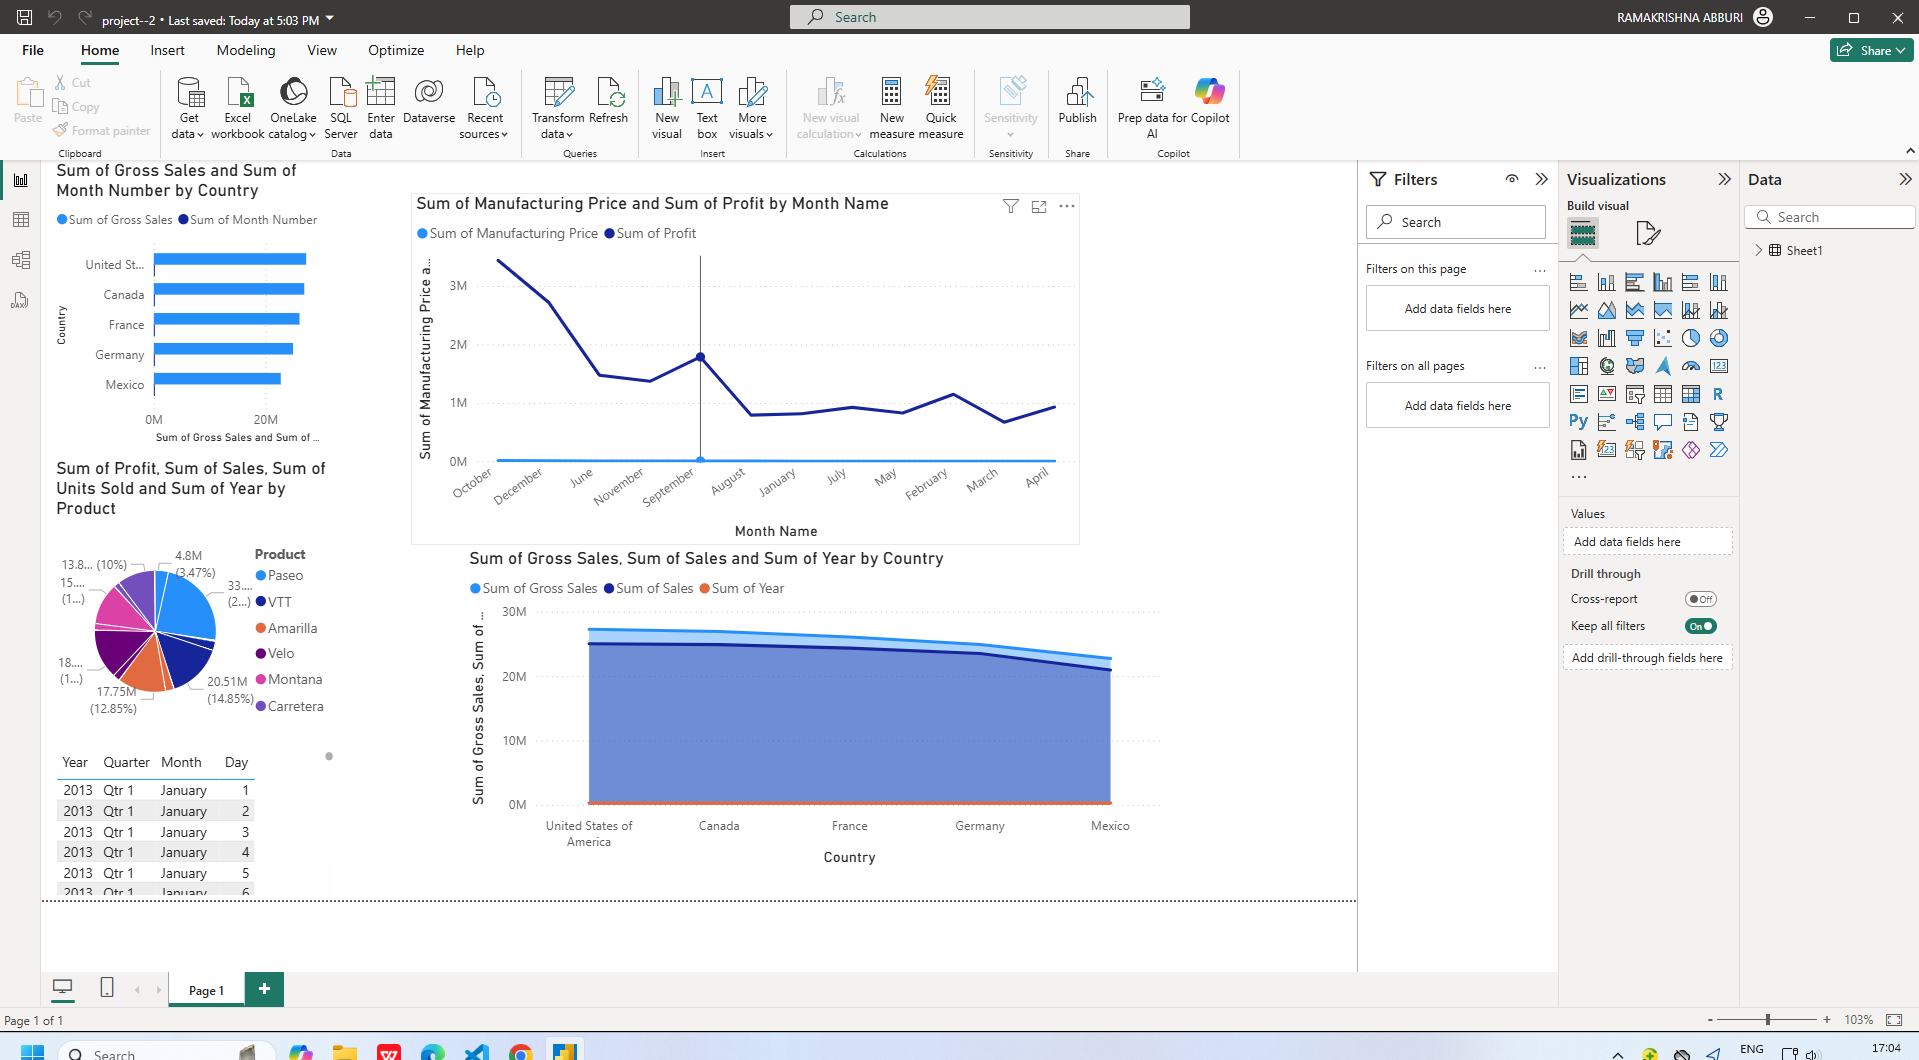 project--2 • Last saved: Today at 5:03 PM
Search
RAMAKRISHNA ABBURI
File
Home
Insert
Modeling
View
Optimize
Help
Share
Paste
Cut
Copy
Format painter
Clipboard
Get data
Excel workbook
OneLake catalog
SQL Server
Enter data
Dataverse
Recent sources
Data
Transform data
Refresh
Queries
New visual
Text box
More visuals
Insert
New visual calculation
New measure
Quick measure
Calculations
Sensitivity
Sensitivity
Publish
Share
Prep data for AI
Copilot
Copilot
Sum of Gross Sales and Sum of
Month Number by Country
Sum of Gross Sales
Sum of Month Number
Country
United St...
Canada
France
Germany
Mexico
0M
20M
Sum of Gross Sales and Sum of ...
Sum of Profit, Sum of Sales, Sum of
Units Sold and Sum of Year by
Product
13.8... (10%)
4.8M
(3.47%)
15....
(1...)
33....
(2...)
18....
(1...)
17.75M
(12.85%)
20.51M
(14.85%)
Product
Paseo
VTT
Amarilla
Velo
Montana
Carretera
Year Quarter Month Day
2013 Qtr 1 January 1
2013 Qtr 1 January 2
2013 Qtr 1 January 3
2013 Qtr 1 January 4
2013 Qtr 1 January 5
2013 Qtr 1 January 6
Sum of Manufacturing Price and Sum of Profit by Month Name
Sum of Manufacturing Price
Sum of Profit
Sum of Manufacturing Price a...
3M
2M
1M
0M
October
December
June
November
September
August
January
July
May
February
March
April
Month Name
Sum of Gross Sales, Sum of Sales and Sum of Year by Country
Sum of Gross Sales
Sum of Sales
Sum of Year
Sum of Gross Sales, Sum of ...
30M
20M
10M
0M
United States of
America
Canada
France
Germany
Mexico
Country
Filters
Search
Filters on this page
...
Add data fields here
Filters on all pages
...
Add data fields here
Visualizations
Build visual
123
R
Py
...
Values
Add data fields here
Drill through
Cross-report
Off
Keep all filters
On
Add drill-through fields here
Data
Search
Sheet1
Page 1
+
Page 1 of 1
-
+
103%
Search
ENG
17:04